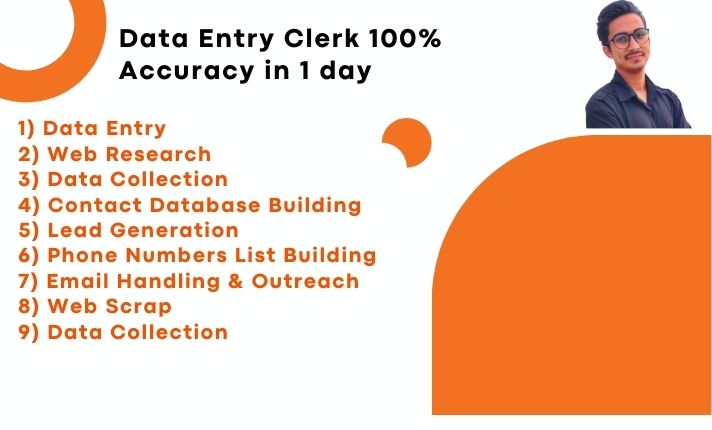 Data Entry Clerk 100%
Accuracy in 1 day
1) Data Entry
2) Web Research
3) Data Collection
4) Contact Database Building
5) Lead Generation
6) Phone Numbers List Building
7) Email Handling & Outreach
8) Web Scrap
9) Data Collection